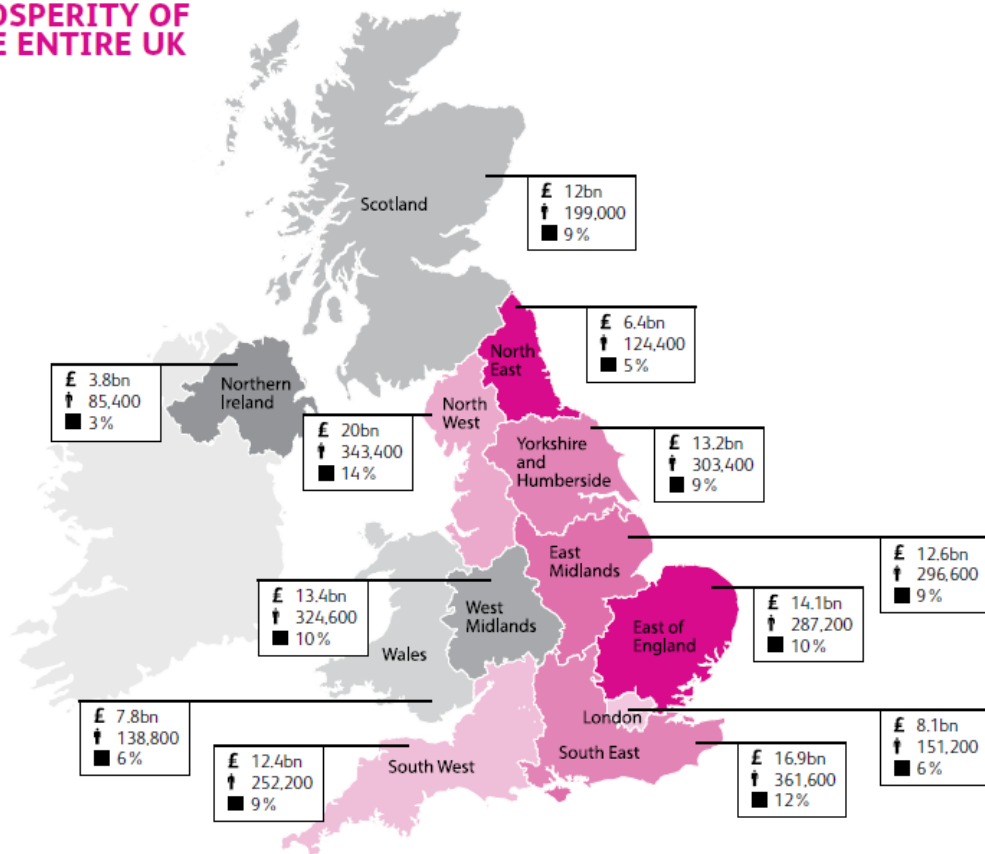 OSPERITY OF
E ENTIRE UK
Scotland
£ 12bn
199,000
9%
North
East
£ 6.4bn
124,400
5%
Northern
Ireland
£ 3.8bn
85,400
3%
North
West
£ 20bn
343,400
14%
Yorkshire
and
Humberside
£ 13.2bn
303,400
9%
East
Midlands
£ 12.6bn
296,600
9%
West
Midlands
£ 13.4bn
324,600
10%
East of
England
£ 14.1bn
287,200
10%
Wales
£ 7.8bn
138,800
6%
London
£ 8.1bn
151,200
6%
South West
£ 12.4bn
252,200
9%
South East
£ 16.9bn
361,600
12%